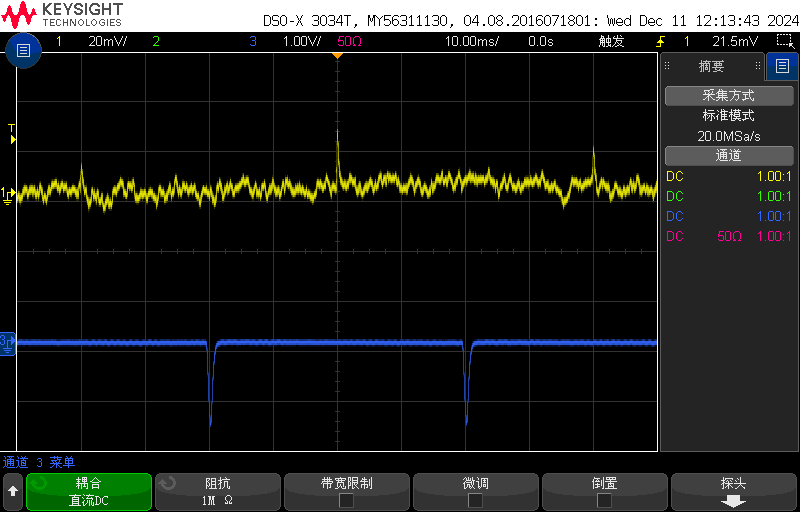 KEYSIGHT
TECHNOLOGIES
DSO-X 3034T, MY56311130, 04.08.2016071801: Wed Dec 11 12:13:43 2024
1 20mV/ 2 3 1.00V/ 50Ω 10.00ms/ 0.0s 触发 1 21.5mV
摘要
采集方式
标准模式
20.0MSa/s
通道
DC 1.00:1
DC 1.00:1
DC 1.00:1
DC 50Ω 1.00:1
T
1
3
通道 3 菜单
耦合
直流DC
阻抗
1M Ω
带宽限制
微调
倒置
探头